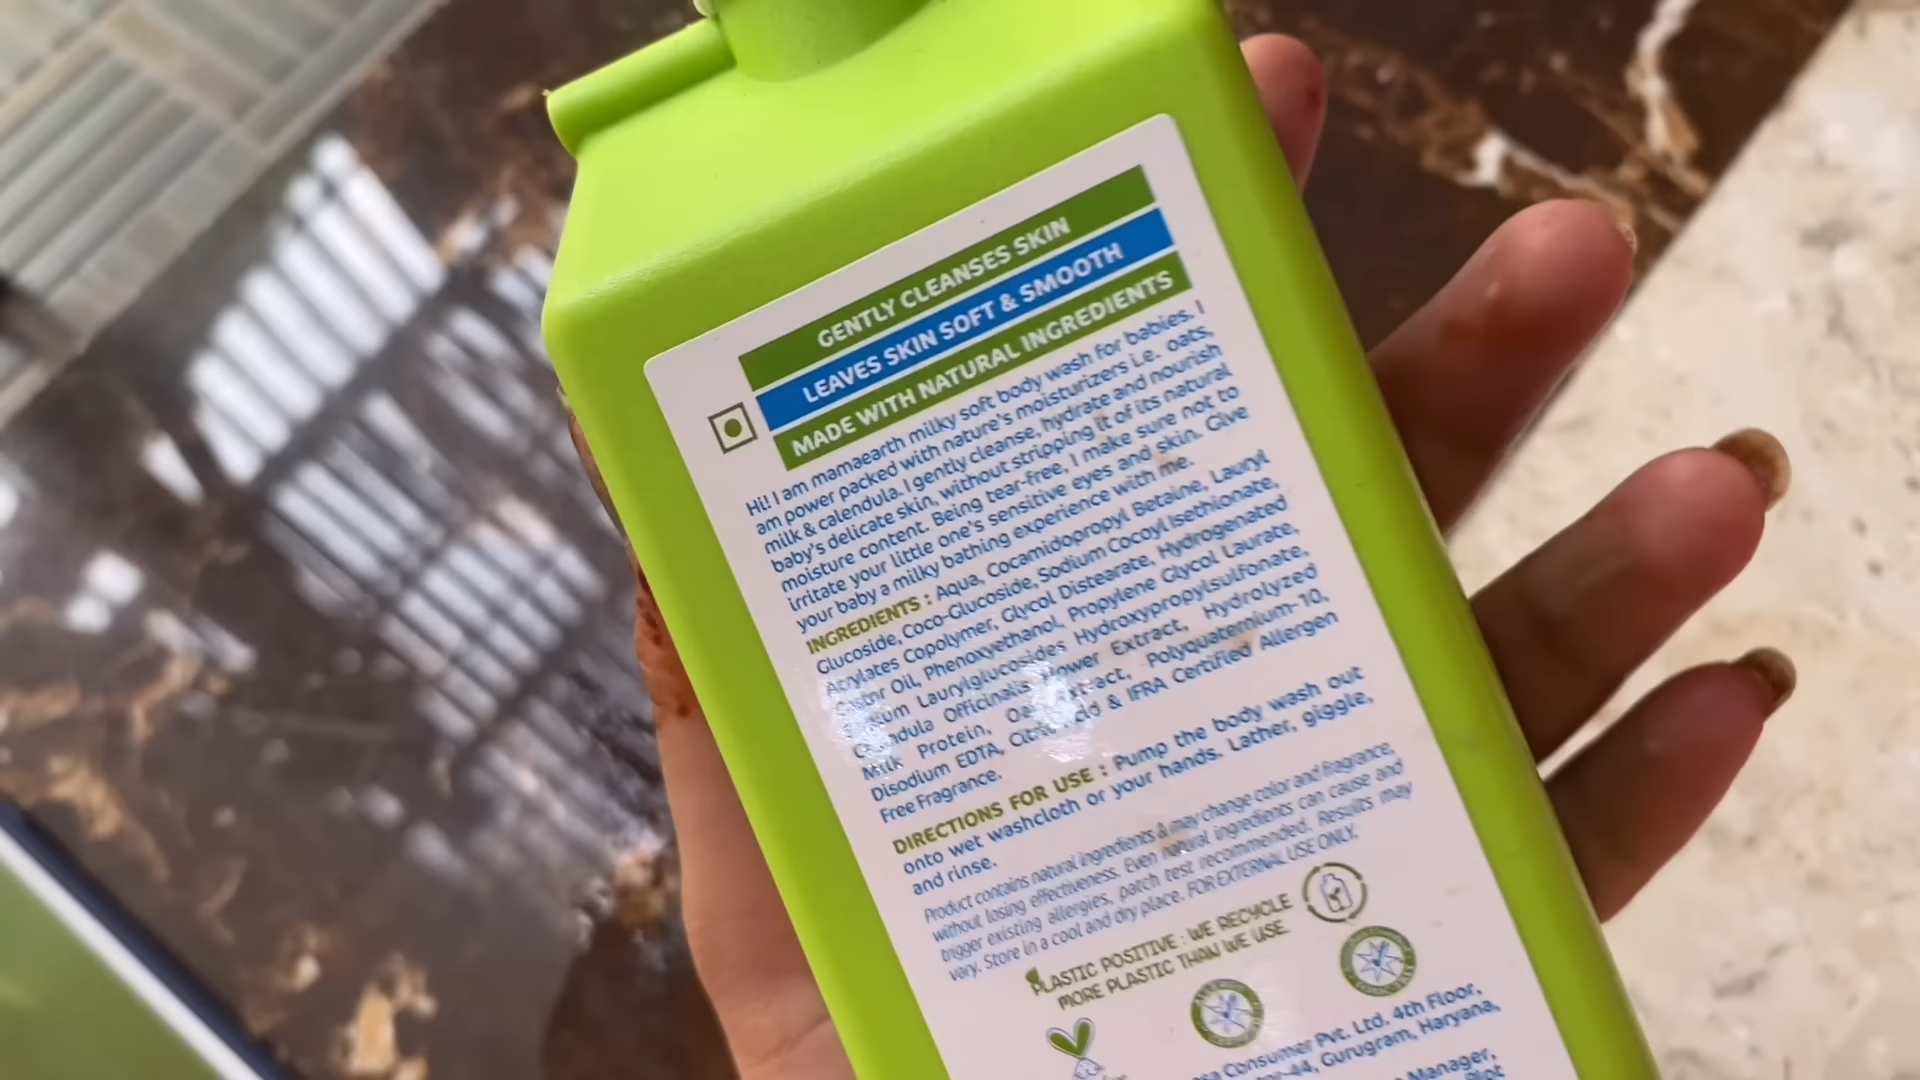 GENTLY CLEANSES SKIN
LEAVES SKIN SOFT & SMOOTH
MADE WITH NATURAL INGREDIENTS
Hi! I am mamaearth milky soft body wash for babies. I
am power packed with nature's moisturizers i.e. oats,
milk & calendula. I gently cleanse, hydrate and nourish
baby's delicate skin, without stripping it of its natural
moisture content. Being tear-free, I make sure not to
irritate your little one's sensitive eyes and skin. Give
your baby a milky bathing experience with me.
INGREDIENTS : Aqua, Cocamidopropyl Betaine, Lauryl
Glucoside, Coco-Glucoside, Sodium Cocoyl Isethionate,
Acrylates Copolymer, Glycol Distearate, Hydrogenated
Castor Oil, Phenoxyethanol, Propylene Glycol Laurate,
Sodium Laurylglucosides Hydroxypropylsulfonate,
Calendula Officinalis Flower Extract, Hydrolyzed
Milk Protein, Oat Extract, Polyquaternium-10,
Disodium EDTA, Citric Acid & IFRA Certified Allergen
Free Fragrance.
DIRECTIONS FOR USE : Pump the body wash out
onto wet washcloth or your hands. Lather, giggle,
and rinse.
Product contains natural ingredients & may change color and fragrance,
without losing effectiveness. Even natural ingredients can cause and
trigger existing allergies, patch test recommended. Results may
vary. Store in a cool and dry place. FOR EXTERNAL USE ONLY.
PLASTIC POSITIVE : WE RECYCLE
MORE PLASTIC THAN WE USE.
Consumer Pvt. Ltd. 4th Floor,
44, Gurugram, Haryana,
Manager,
Plot